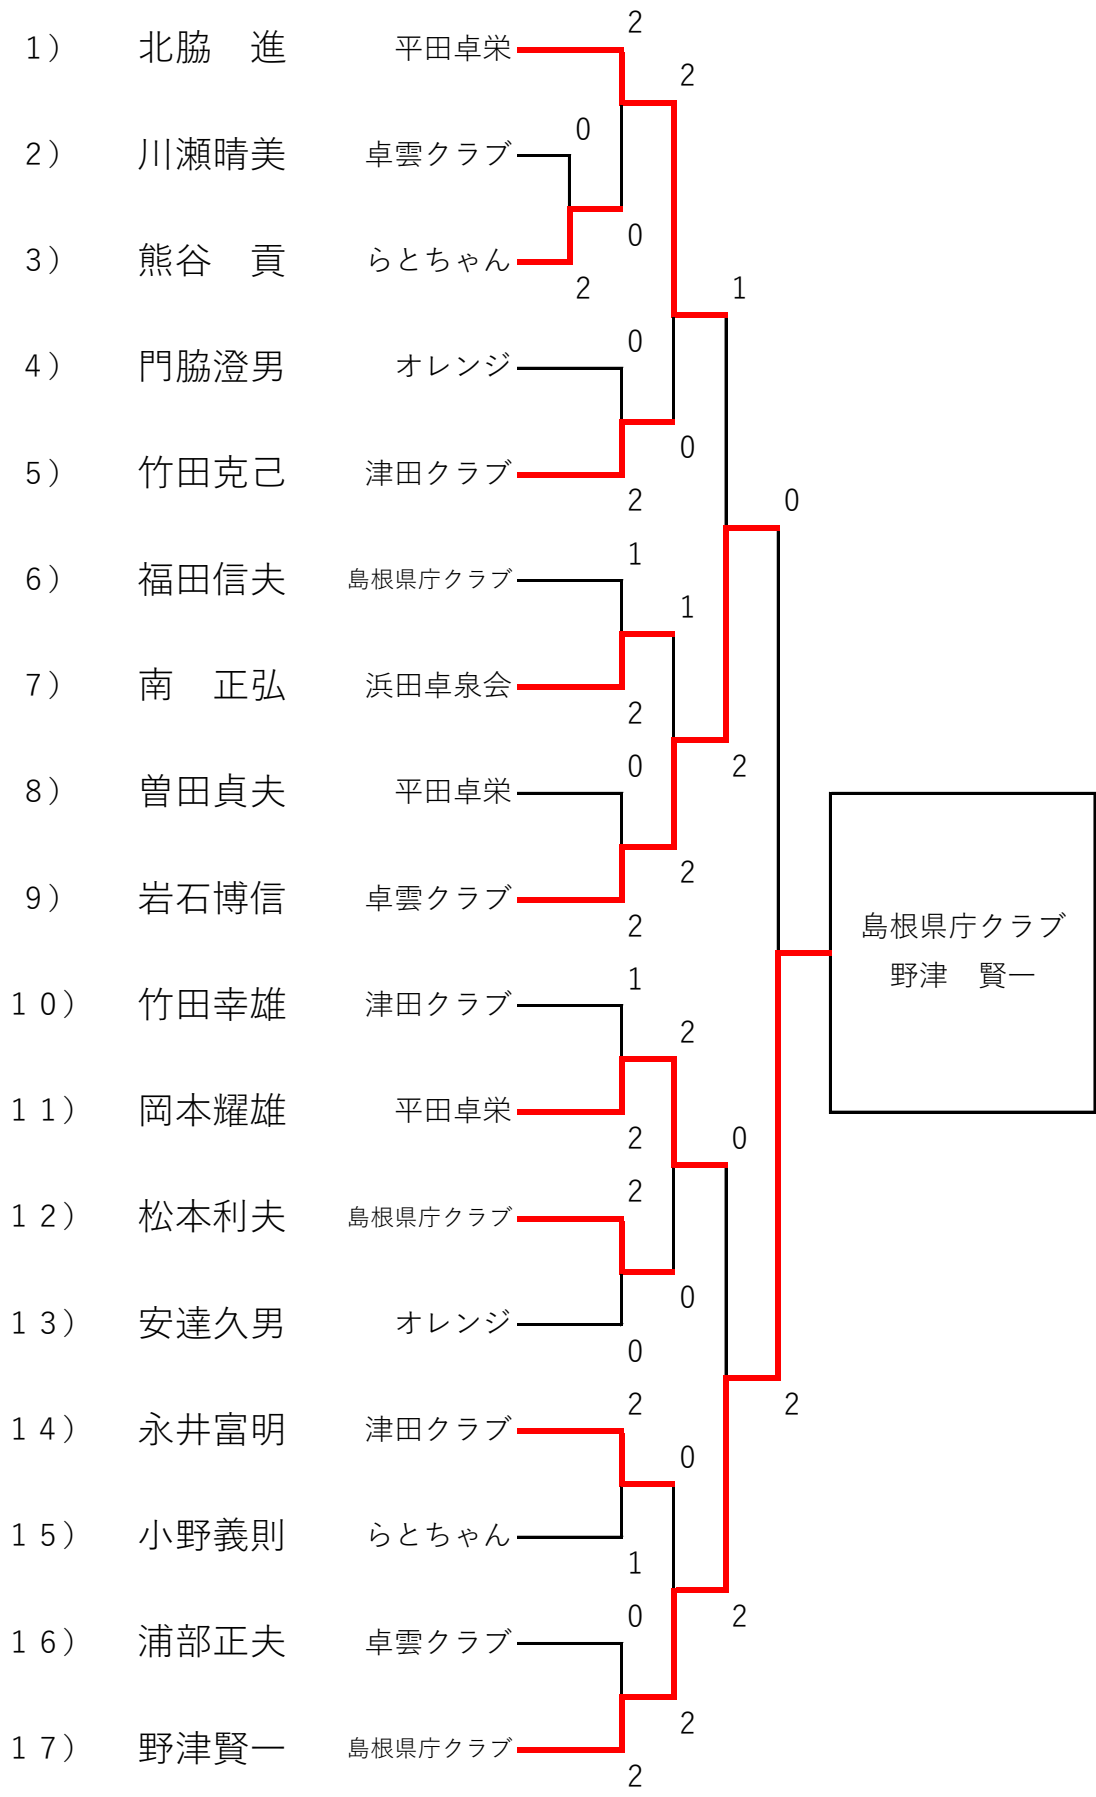 2
1） 北脇　進 平田卓栄
2
0
2） 川瀬晴美 卓雲クラブ
0
3） 熊谷　貢 らとちゃん
2 1
0
4） 門脇澄男 オレンジ
0
5） 竹田克己 津田クラブ
2 0
1
6） 福田信夫 島根県庁クラブ
1
7） 南　正弘 浜田卓泉会
2
0 2
8） 曽田貞夫 平田卓栄
2
9） 岩石博信 卓雲クラブ
2
島根県庁クラブ
野津　賢一
1
10） 竹田幸雄 津田クラブ
2
11） 岡本耀雄 平田卓栄
2 0
2
12） 松本利夫 島根県庁クラブ
0
13） 安達久男 オレンジ
0
2 2
14） 永井富明 津田クラブ
0
15） 小野義則 らとちゃん
1
0 2
16） 浦部正夫 卓雲クラブ
2
17） 野津賢一 島根県庁クラブ
2